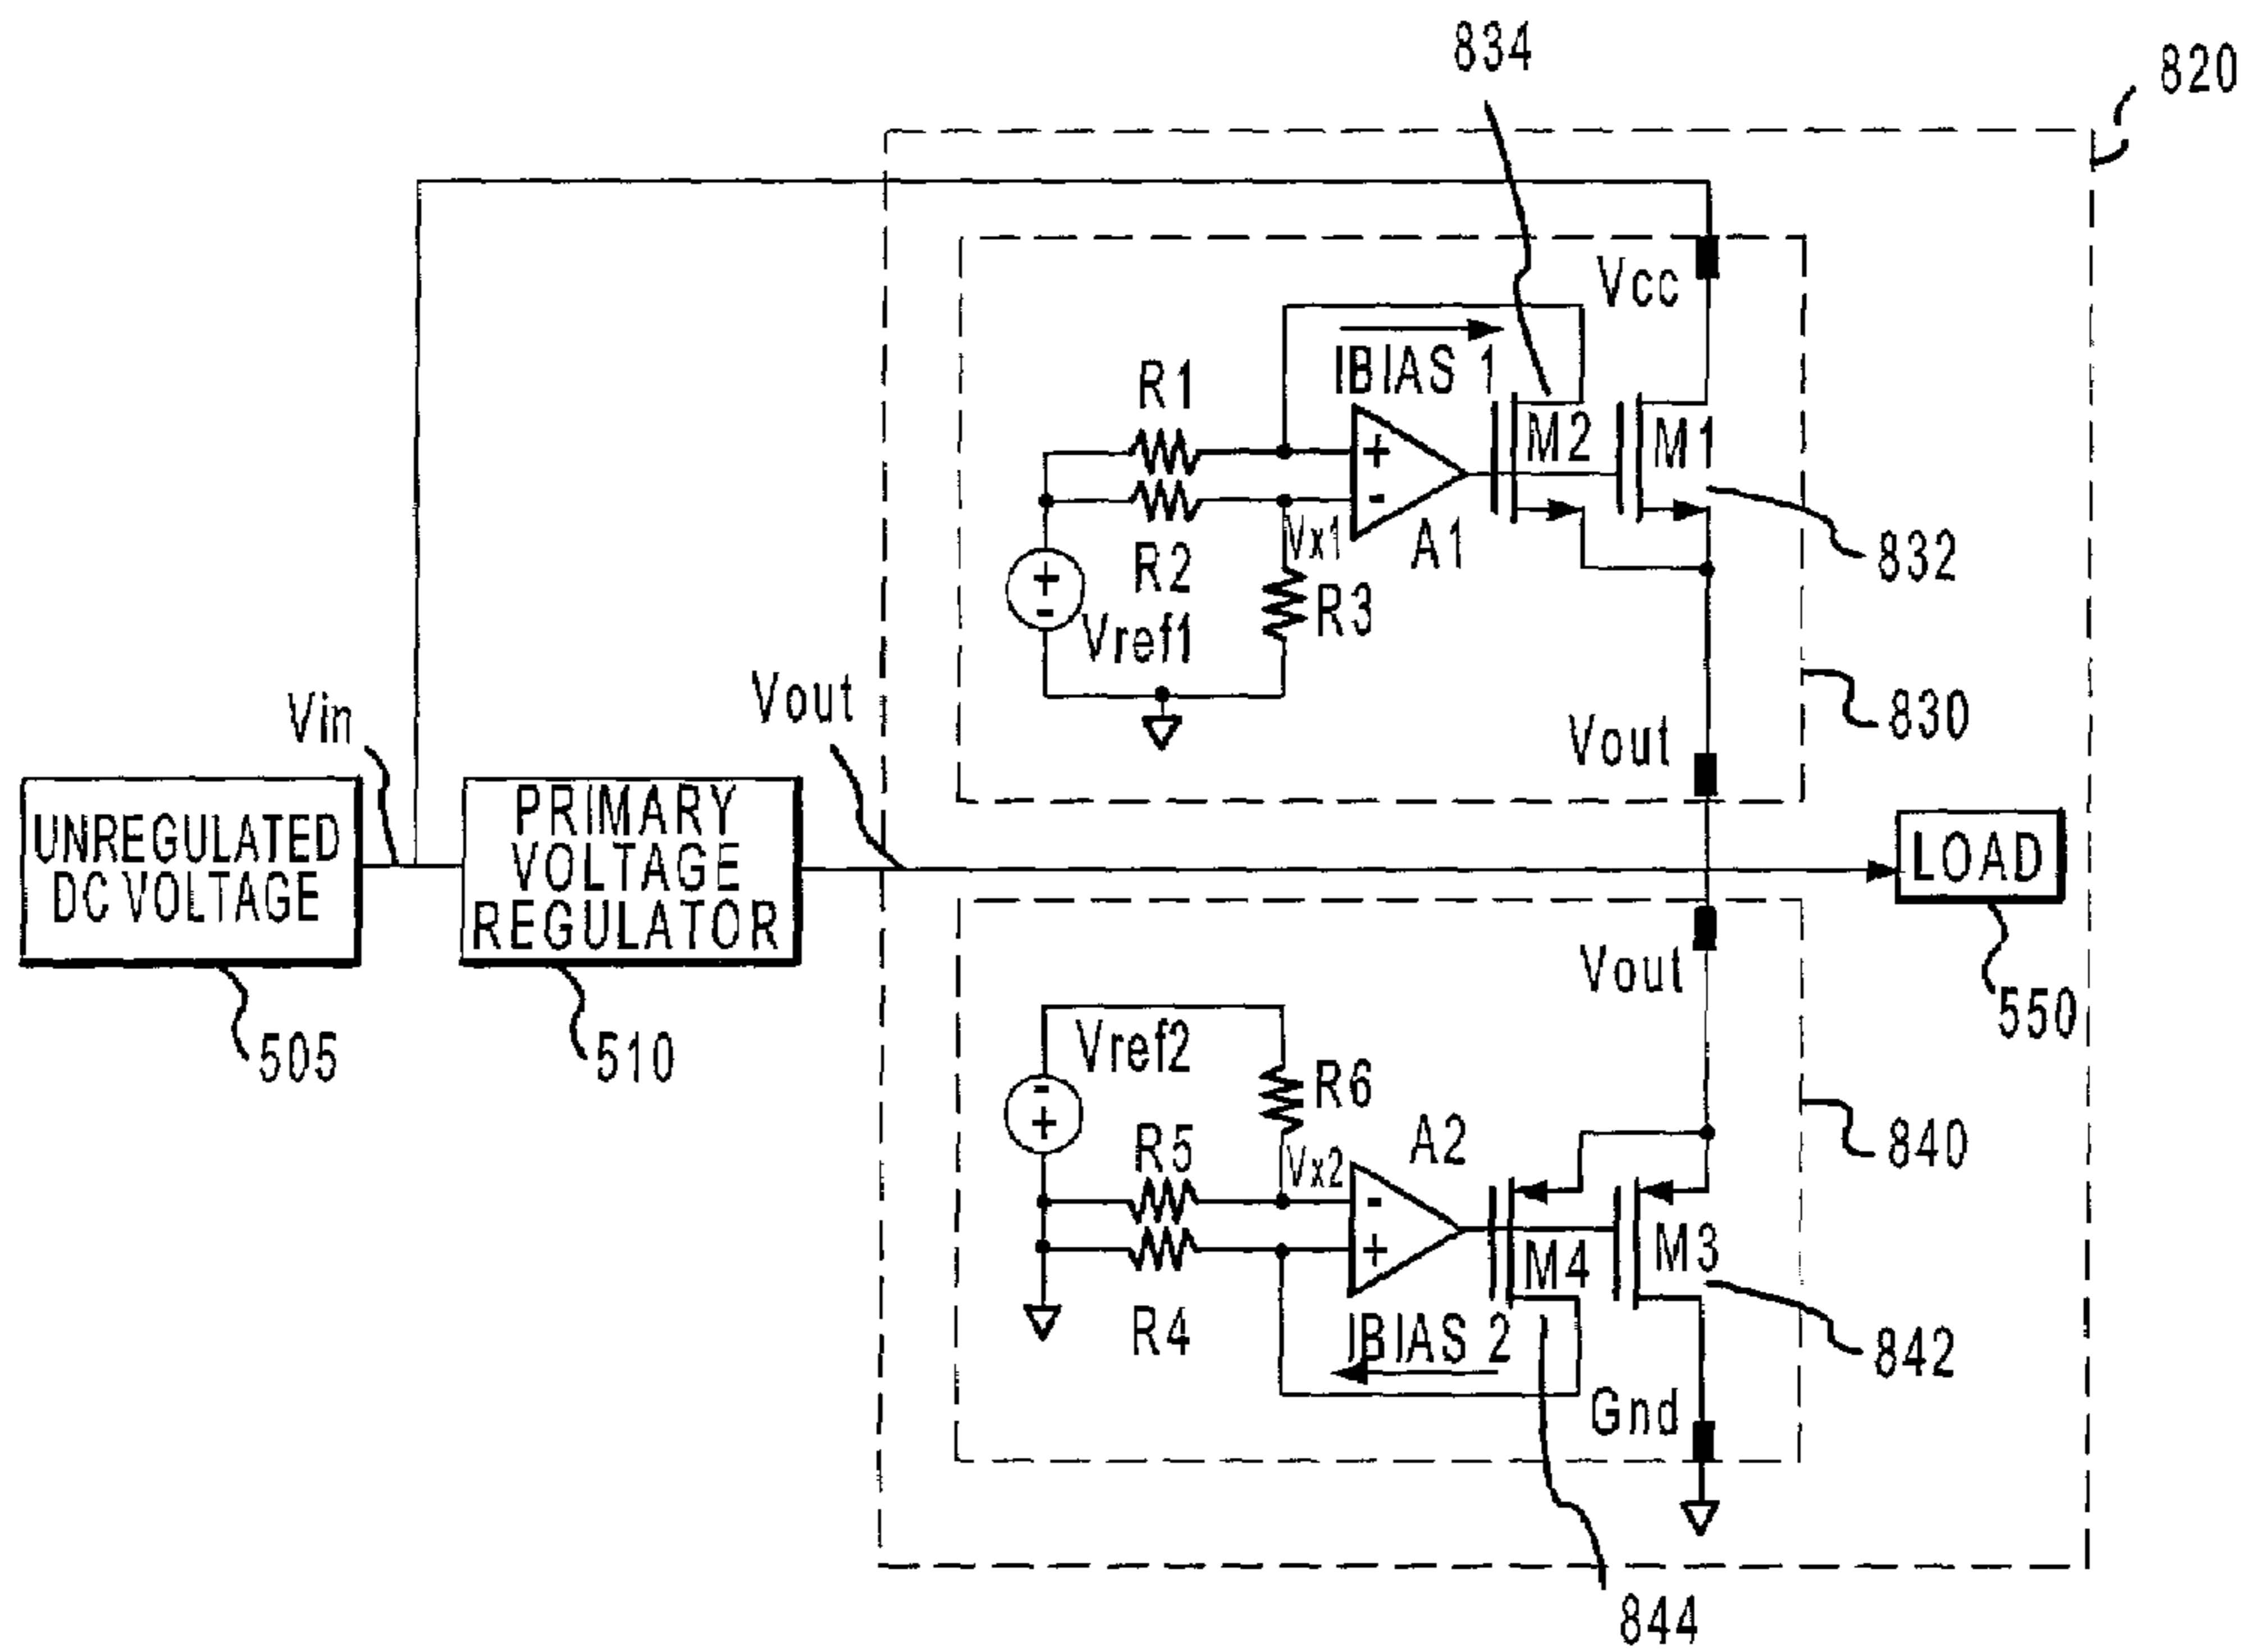 834
820
Vcc
IBIAS 1
R1
M2
M1
+
-
Vx1
A1
R2
832
+
-
R3
Vref1
Vout
Vin
Vout
830
UNREGULATED
DC VOLTAGE
PRIMARY
VOLTAGE
REGULATOR
LOAD
Vout
505
510
550
Vref2
R6
-
+
A2
840
R5
Vx2
-
+
M4
M3
R4
IBIAS 2
842
Gnd
844